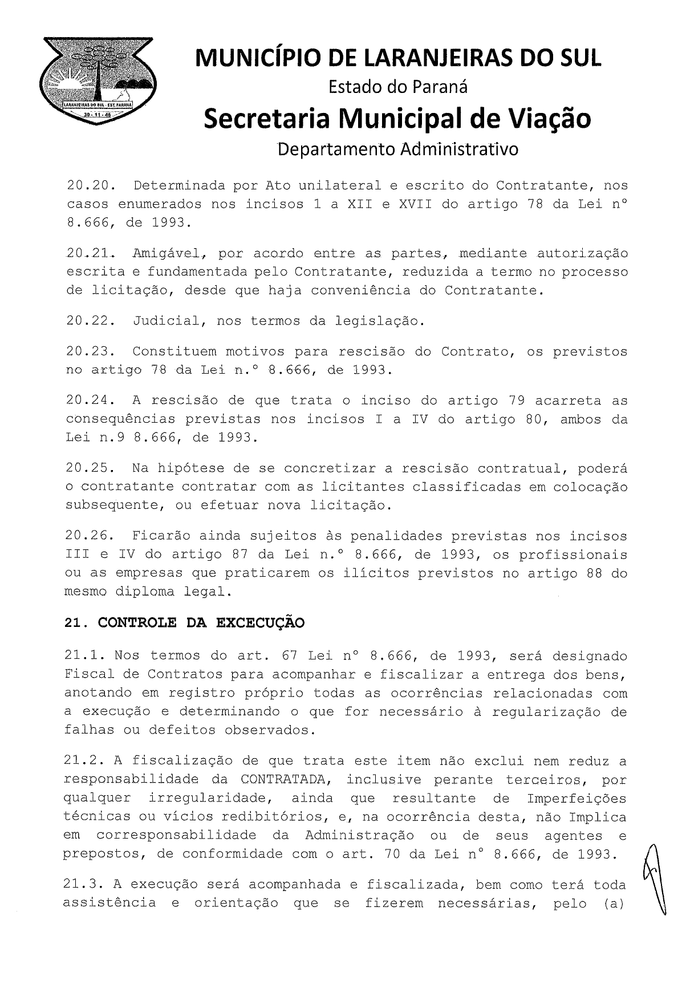 LARANJEIRAS DO SUL - EST. PARANÁ
30-11-46
MUNICÍPIO DE LARANJEIRAS DO SUL
Estado do Paraná
Secretaria Municipal de Viação
Departamento Administrativo
20.20. Determinada por Ato unilateral e escrito do Contratante, nos
casos enumerados nos incisos 1 a XII e XVII do artigo 78 da Lei nº
8.666, de 1993.
20.21. Amigável, por acordo entre as partes, mediante autorização
escrita e fundamentada pelo Contratante, reduzida a termo no processo
de licitação, desde que haja conveniência do Contratante.
20.22. Judicial, nos termos da legislação.
20.23. Constituem motivos para rescisão do Contrato, os previstos
no artigo 78 da Lei n.º 8.666, de 1993.
20.24. A rescisão de que trata o inciso do artigo 79 acarreta as
consequências previstas nos incisos I a IV do artigo 80, ambos da
Lei n.9 8.666, de 1993.
20.25. Na hipótese de se concretizar a rescisão contratual, poderá
o contratante contratar com as licitantes classificadas em colocação
subsequente, ou efetuar nova licitação.
20.26. Ficarão ainda sujeitos às penalidades previstas nos incisos
III e IV do artigo 87 da Lei n.º 8.666, de 1993, os profissionais
ou as empresas que praticarem os ilícitos previstos no artigo 88 do
mesmo diploma legal.
21. CONTROLE DA EXCECUÇÃO
21.1. Nos termos do art. 67 Lei nº 8.666, de 1993, será designado
Fiscal de Contratos para acompanhar e fiscalizar a entrega dos bens,
anotando em registro próprio todas as ocorrências relacionadas com
a execução e determinando o que for necessário à regularização de
falhas ou defeitos observados.
21.2. A fiscalização de que trata este item não exclui nem reduz a
responsabilidade da CONTRATADA, inclusive perante terceiros, por
qualquer irregularidade, ainda que resultante de Imperfeições
técnicas ou vícios redibitórios, e, na ocorrência desta, não Implica
em corresponsabilidade da Administração ou de seus agentes e
prepostos, de conformidade com o art. 70 da Lei n° 8.666, de 1993.
21.3. A execução será acompanhada e fiscalizada, bem como terá toda
assistência e orientação que se fizerem necessárias, pelo (a)